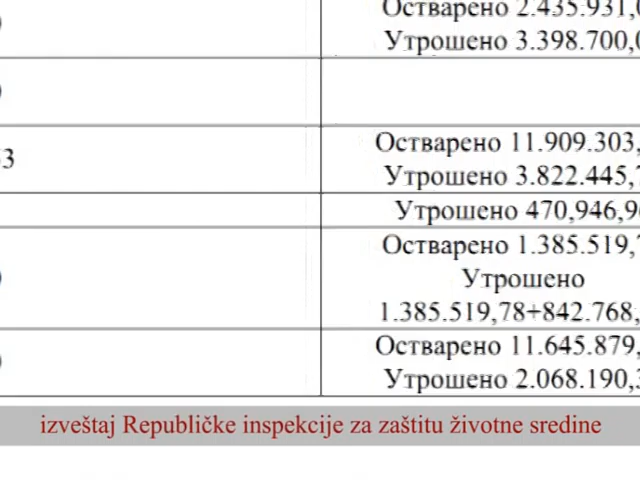 Остварено 2.435.931,
Утрошено 3.398.700,
Остварено 11.909.303,
3
Утрошено 3.822.445,
Утрошено 470,946,9
Остварено 1.385.519,
Утрошено
1.385.519,78+842.768,
Остварено 11.645.879,
Утрошено 2.068.190,
izveštaj Republičke inspekcije za zaštitu životne sredine